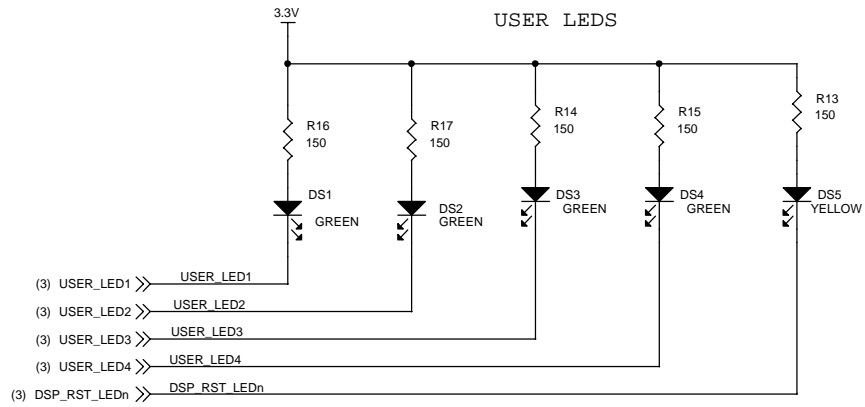 3.3V
USER LEDS
R16
150
R17
150
R14
150
R15
150
R13
150
DS1
GREEN
DS2
GREEN
DS3
GREEN
DS4
GREEN
DS5
YELLOW
(3) USER_LED1 USER_LED1
(3) USER_LED2 USER_LED2
(3) USER_LED3 USER_LED3
(3) USER_LED4 USER_LED4
(3) DSP_RST_LEDn DSP_RST_LEDn